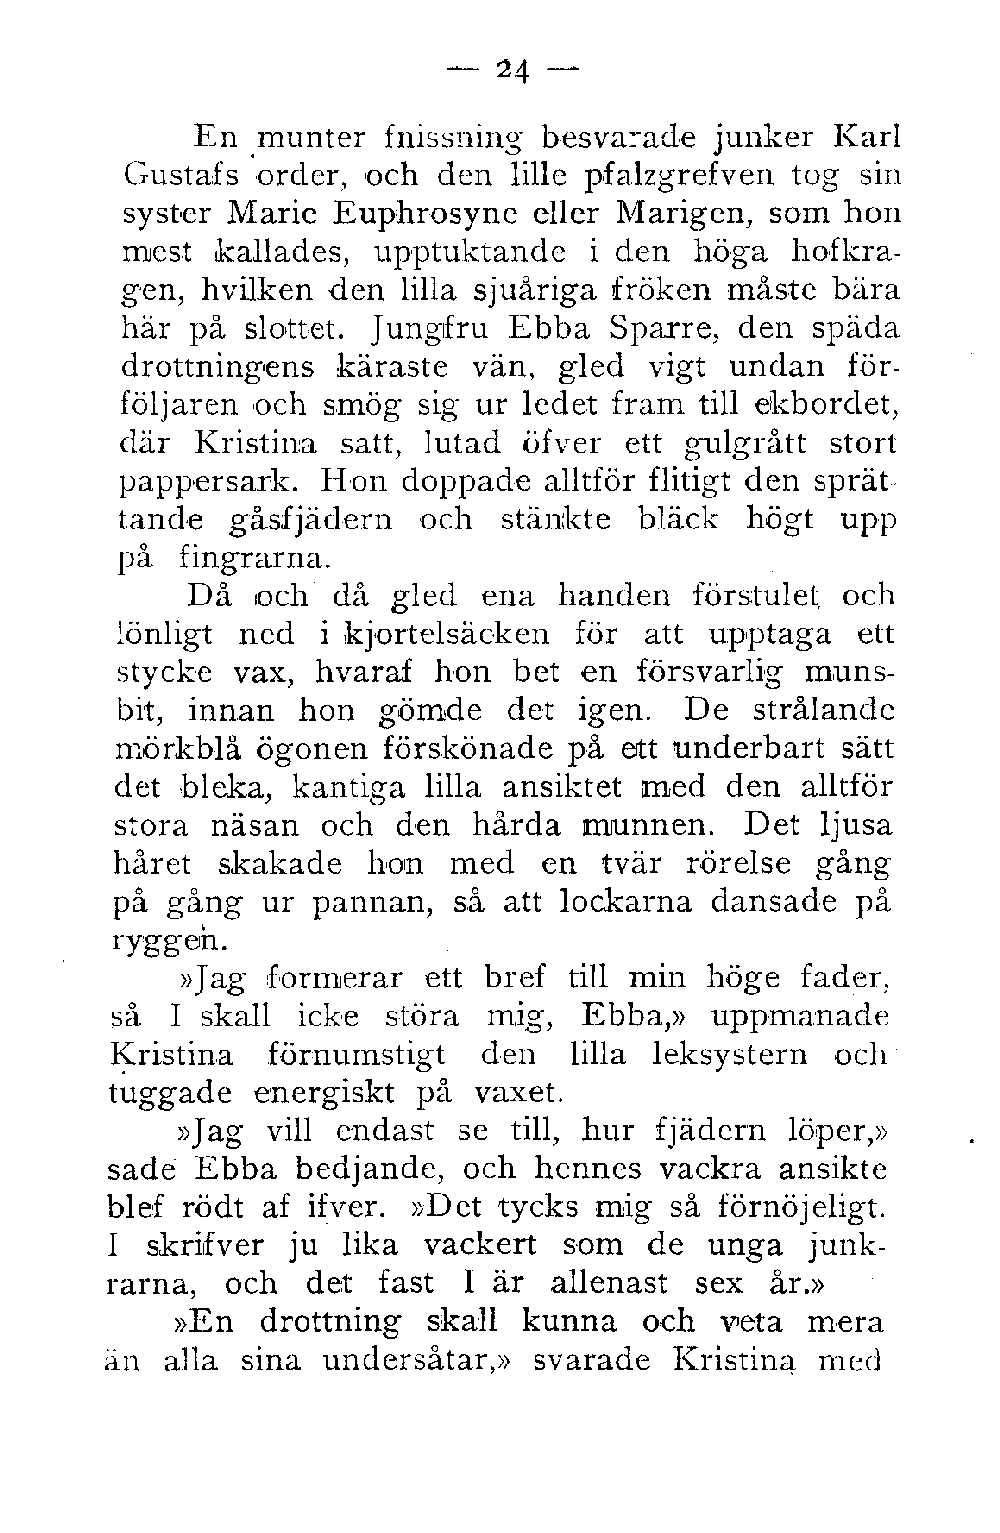 — 24 —
En munter fnissning besvarade junker Karl
Gustafs order, och den lille pfalzgrefven tog sin
syster Marie Euphrosyne eller Marigen, som hon
mest kallades, upptuktande i den höga hofkra-
gen, hvilken den lilla sjuåriga fröken måste bära
här på slottet. Jungfru Ebba Sparre, den späda
drottningens käraste vän, gled vigt undan för-
följaren och smög sig ur ledet fram till ekbordet,
där Kristina satt, lutad öfver ett gulgrått stort
pappersark. Hon doppade alltför flitigt den sprät-
tande gåsfjädern och stänkte bläck högt upp
på fingrarna.
Då och då gled ena handen förstulet och
lönligt ned i kjortelsäcken för att upptaga ett
stycke vax, hvaraf hon bet en försvarlig muns-
bit, innan hon gömde det igen. De strålande
mörkblå ögonen förskönade på ett underbart sätt
det bleka, kantiga lilla ansiktet med den alltför
stora näsan och den hårda munnen. Det ljusa
håret skakade hon med en tvär rörelse gång
på gång ur pannan, så att lockarna dansade på
ryggen.
»Jag formerar ett bref till min höge fader,
så I skall icke störa mig, Ebba,» uppmanade
Kristina förnumstigt den lilla leksystern och
tuggade energiskt på vaxet.
»Jag vill endast se till, hur fjädern löper,»
sade Ebba bedjande, och hennes vackra ansikte
blef rödt af ifver. »Det tycks mig så förnöjeligt.
I skrifver ju lika vackert som de unga junk-
rarna, och det fast I är allenast sex år.»
»En drottning skall kunna och veta mera
än alla sina undersåtar,» svarade Kristina med